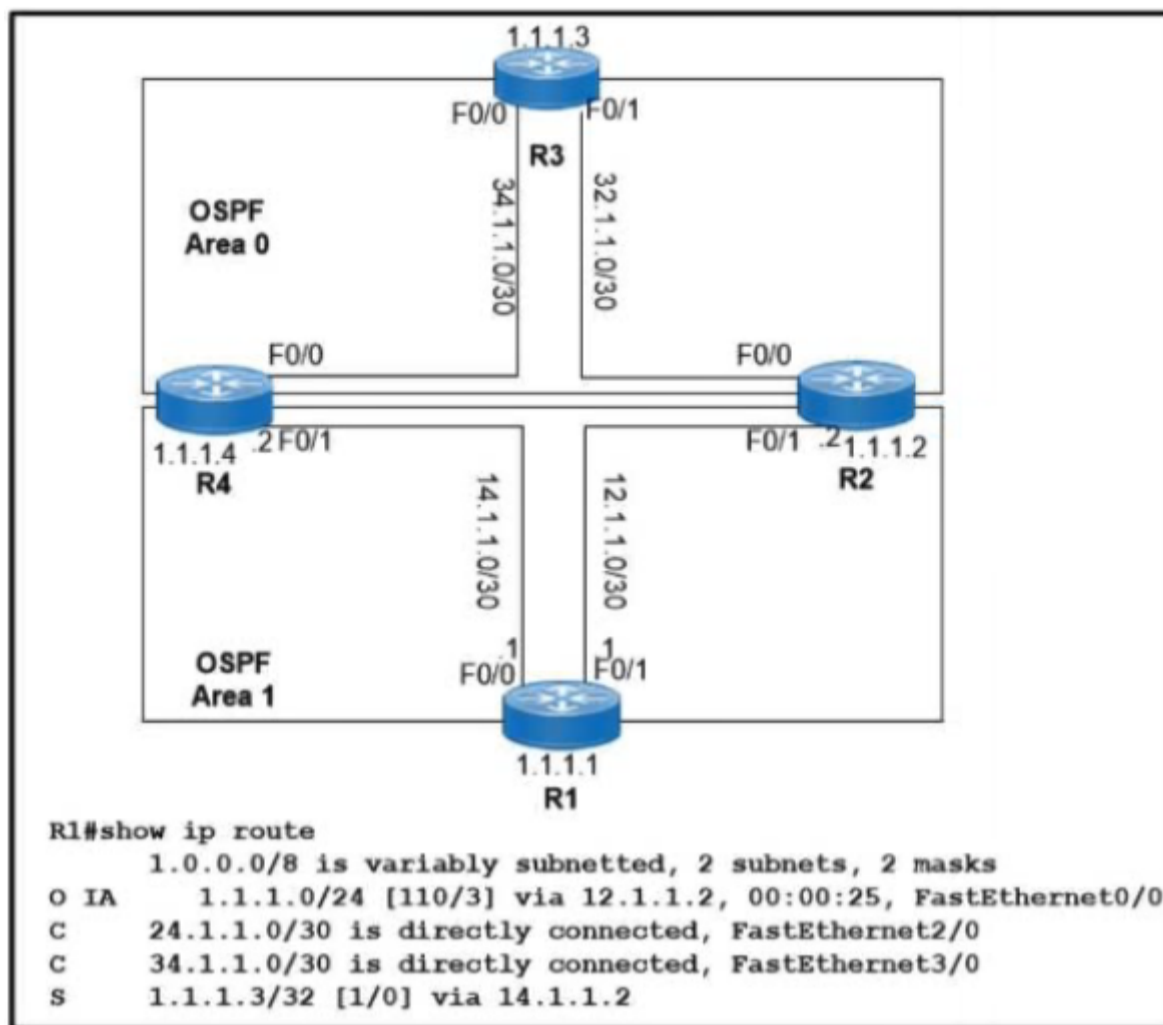 1.1.1.3
F0/0
F0/1
R3
34.1.1.0/30
32.1.1.0/30
OSPF
Area 0
F0/0
F0/0
.2 F0/1
1.1.1.4
R4
F0/1 .2
1.1.1.2
R2
14.1.1.0/30
12.1.1.0/30
OSPF
Area 1
.1
F0/0
.1
F0/1
1.1.1.1
R1
R1#show ip route
1.0.0.0/8 is variably subnetted, 2 subnets, 2 masks
O IA 1.1.1.0/24 [110/3] via 12.1.1.2, 00:00:25, FastEthernet0/0
C 24.1.1.0/30 is directly connected, FastEthernet2/0
C 34.1.1.0/30 is directly connected, FastEthernet3/0
S 1.1.1.3/32 [1/0] via 14.1.1.2